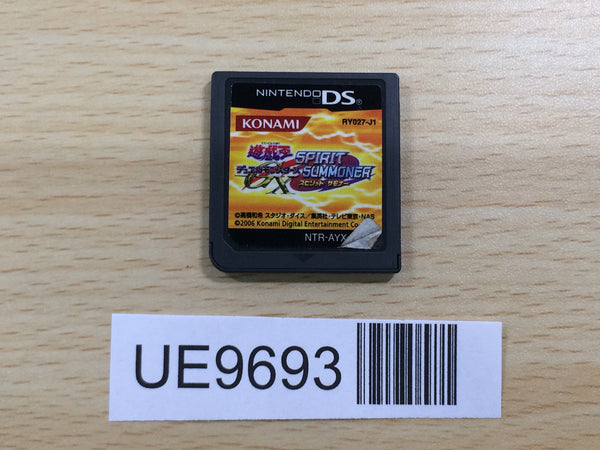 NINTENDO DS
KONAMI
RY027-J1
遊戯王
デュエルモンスターズ
GX
SPIRIT
SUMMONER
スピリット サモナー
©高橋和希 スタジオ・ダイス/集英社・テレビ東京・NAS
©2006 Konami Digital Entertainment Co
NTR-AYX
UE9693